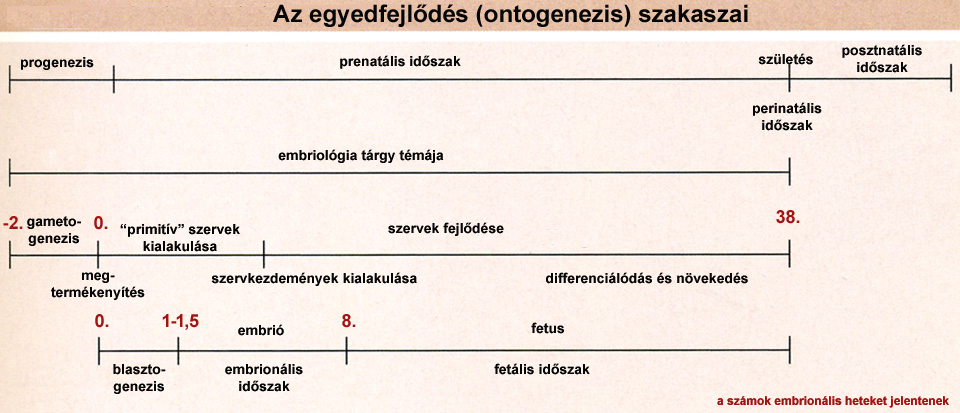 Az egyedfejlődés (ontogenezis) szakaszai
progenezis
prenatális időszak
születés
posztnatális
időszak
perinatális
időszak
embriológia tárgy témája
-2.
gameto-
genezis
0.
“primitív” szervek
kialakulása
szervek fejlődése
38.
meg-
termékenyítés
szervkezdemények kialakulása
differenciálódás és növekedés
0.
1-1,5
embrió
8.
fetus
blaszto-
genezis
embrionális
időszak
fetális időszak
a számok embrionális heteket jelentenek